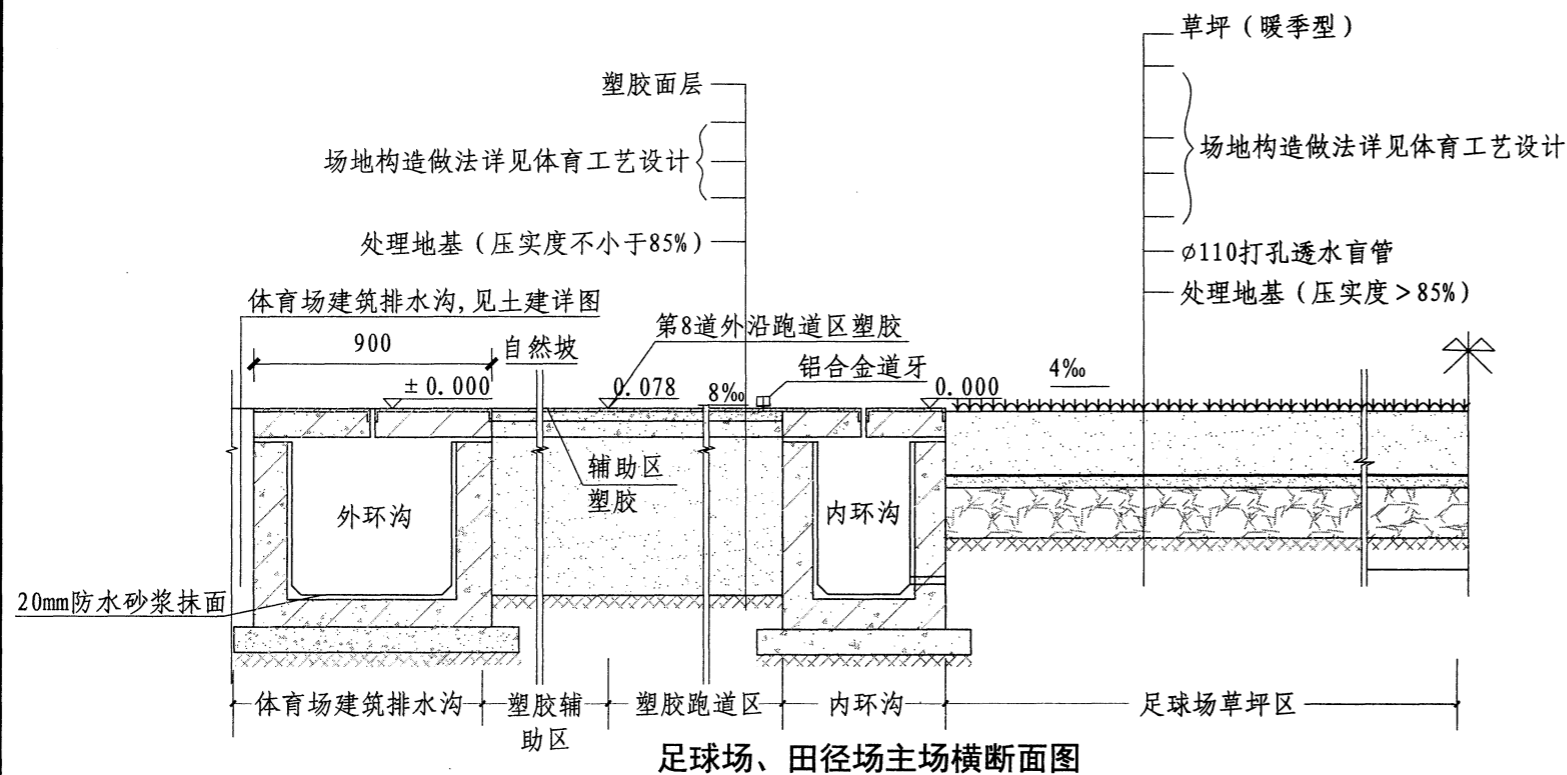 草坪（暖季型）
塑胶面层
场地构造做法详见体育工艺设计
场地构造做法详见体育工艺设计
处理地基（压实度不小于85%）
ø110打孔透水盲管
处理地基（压实度＞85%）
体育场建筑排水沟,见土建详图
第8道外沿跑道区塑胶
900
自然坡
铝合金道牙
±0.000
0.078
8‰
0.000
4‰
辅助区
塑胶
外环沟
内环沟
20mm防水砂浆抹面
体育场建筑排水沟
塑胶辅
助区
塑胶跑道区
内环沟
足球场草坪区
足球场、田径场主场横断面图